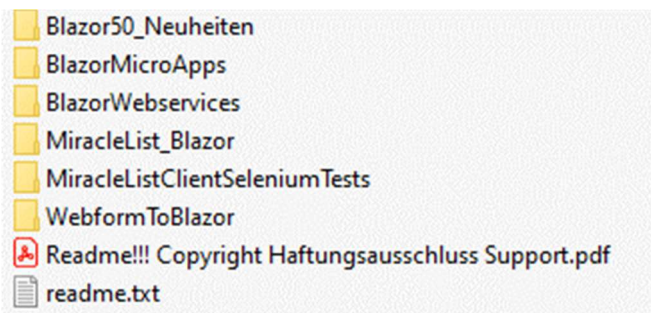 Blazor50_Neuheiten
BlazorMicroApps
BlazorWebservices
MiracleList_Blazor
MiracleListClientSeleniumTests
WebformToBlazor
Readme!!! Copyright Haftungsausschluss Support.pdf
readme.txt